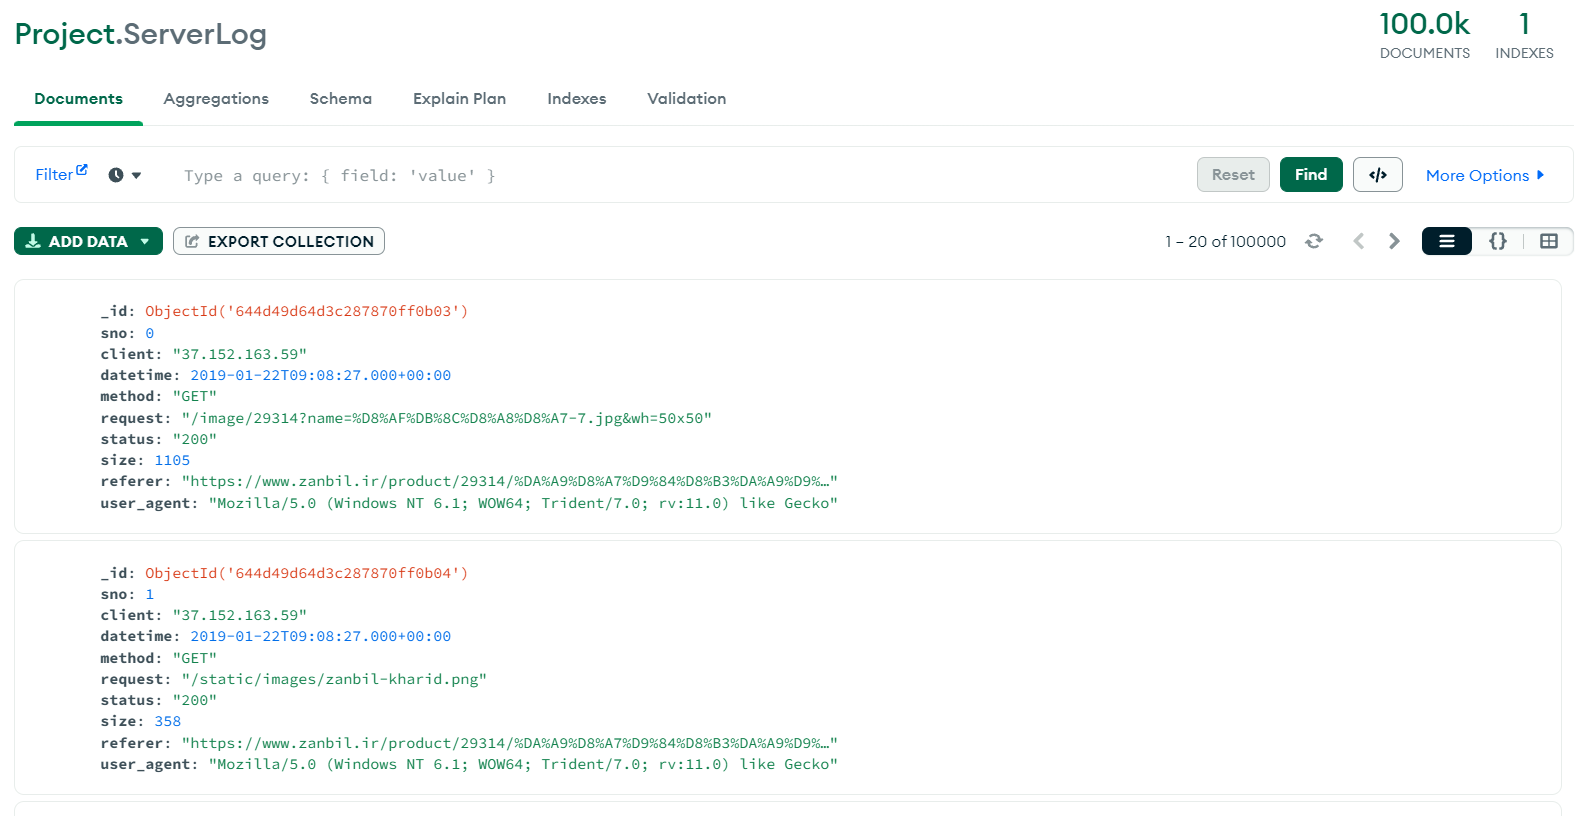 Project.ServerLog
100.0k 1
DOCUMENTS INDEXES
Documents Aggregations Schema Explain Plan Indexes Validation
Filter Type a query: { field: 'value' } Reset Find </> More Options
ADD DATA EXPORT COLLECTION 1 – 20 of 100000 {}
_id: ObjectId('644d49d64d3c287870ff0b03')
sno: 0
client: "37.152.163.59"
datetime: 2019-01-22T09:08:27.000+00:00
method: "GET"
request: "/image/29314?name=%D8%AF%DB%8C%D8%A8%D8%A7-7.jpg&wh=50x50"
status: "200"
size: 1105
referer: "https://www.zanbil.ir/product/29314/%DA%A9%D8%A7%D9%84%D8%B3%DA%A9%D9%…"
user_agent: "Mozilla/5.0 (Windows NT 6.1; WOW64; Trident/7.0; rv:11.0) like Gecko"
_id: ObjectId('644d49d64d3c287870ff0b04')
sno: 1
client: "37.152.163.59"
datetime: 2019-01-22T09:08:27.000+00:00
method: "GET"
request: "/static/images/zanbil-kharid.png"
status: "200"
size: 358
referer: "https://www.zanbil.ir/product/29314/%DA%A9%D8%A7%D9%84%D8%B3%DA%A9%D9%…"
user_agent: "Mozilla/5.0 (Windows NT 6.1; WOW64; Trident/7.0; rv:11.0) like Gecko"